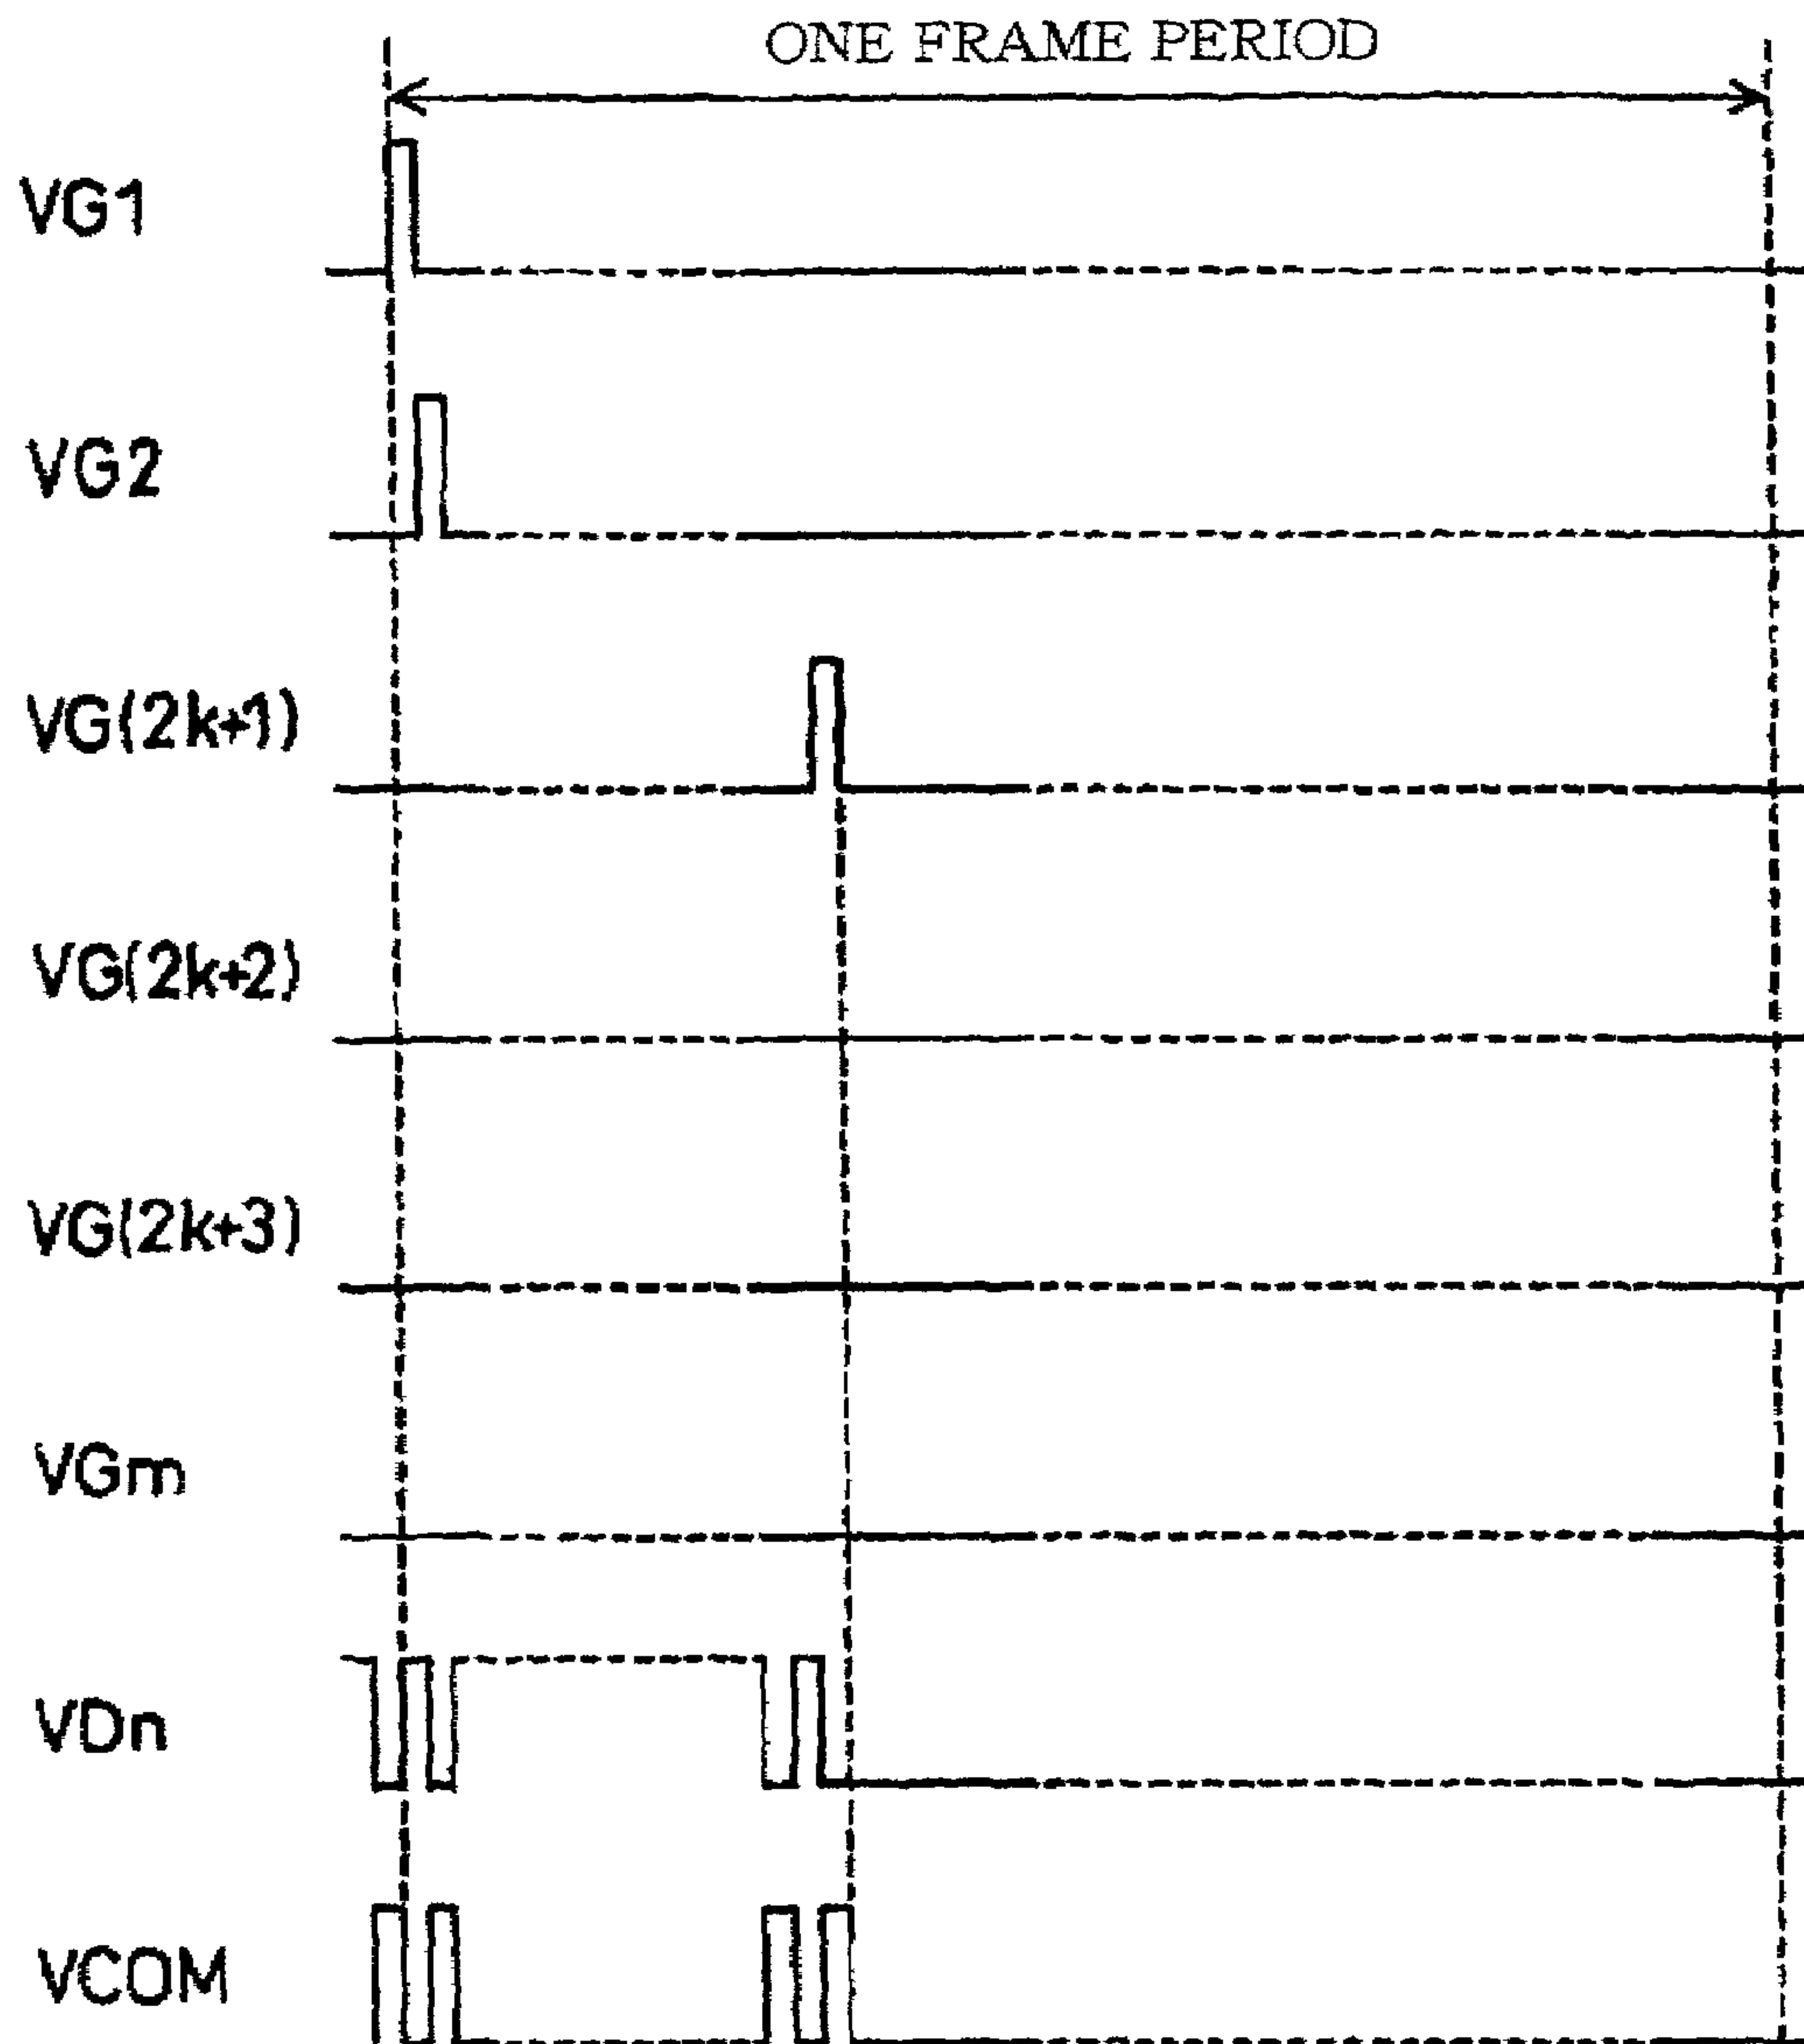 ONE FRAME PERIOD
VG1
VG2
VG(2k+1)
VG(2k+2)
VG(2k+3)
VGm
VDn
VCOM